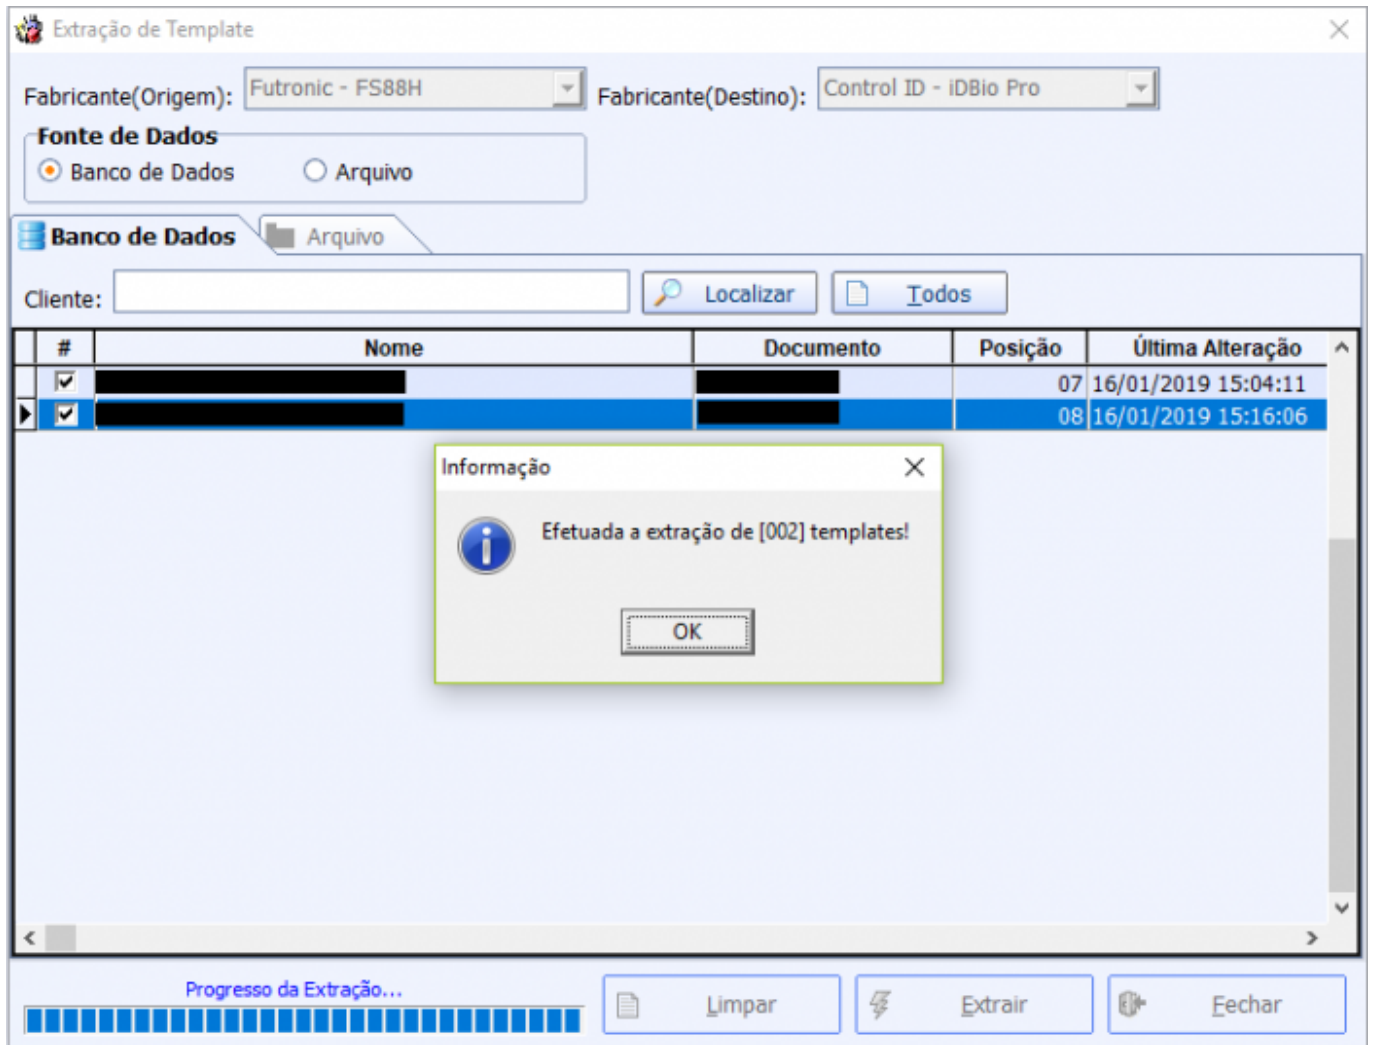 Extração de Template
Fabricante(Origem): Futronic - FS88H Fabricante(Destino): Control ID - iDBio Pro
Fonte de Dados
Banco de Dados Arquivo
Banco de Dados Arquivo
Cliente: Localizar Todos
# Nome Documento Posição Última Alteração
07 16/01/2019 15:04:11
08 16/01/2019 15:16:06
Informação
Efetuada a extração de [002] templates!
OK
Progresso da Extração...
Limpar Extrair Fechar